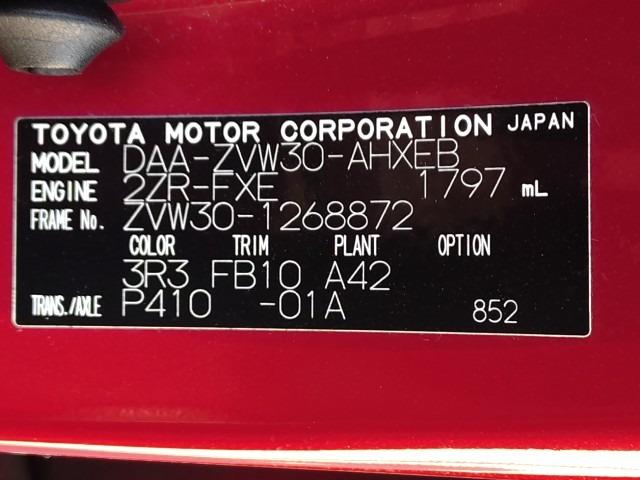 TOYOTA MOTOR CORPORATION JAPAN
MODEL DAA-ZVW30-AHXEB
ENGINE 2ZR-FXE 1797 mL
FRAME No. ZVW30-1268872
COLOR TRIM PLANT OPTION
3R3 FB10 A42
TRANS./AXLE P410 -01A 852